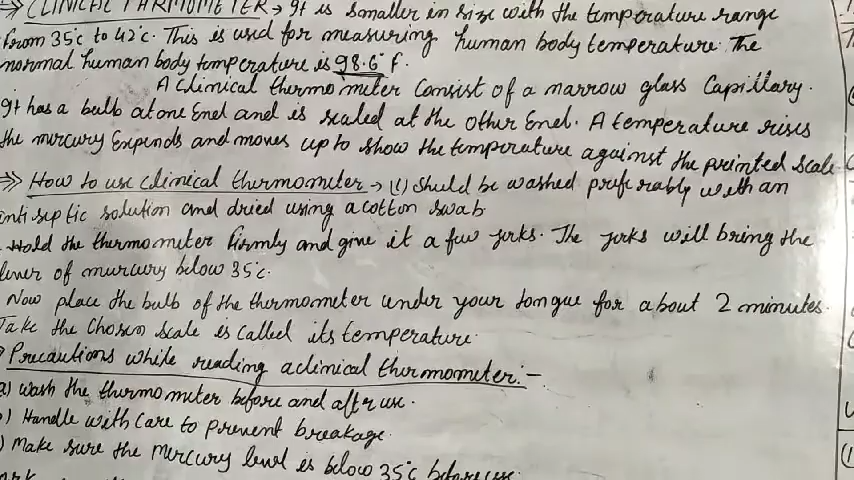 ⇒ CLINICAL THARMOMETER → It is smaller in size with the temperature range
from 35°c to 42°c. This is used for measuring human body temperature. The
normal human body temperature is 98.6° F.
A clinical thermometer consist of a narrow glass Capillary.
It has a bulb at one End and is sealed at the other End. A temperature rises
the mercury Expends and moves up to show the temperature against the printed scale.
⇒ How to use clinical thermometer → (1) Should be washed preferably with an
antiseptic solution and dried using a cotton swab
. Hold the thermometer firmly and give it a few jerks. The jerks will bring the
level of mercury below 35°c.
Now place the bulb of the thermometer under your tongue for about 2 minutes.
Take the Chosen scale is called its temperature.
Precautions while reading a clinical thermometer:-
a) Wash the thermometer before and after use.
) Handle with care to prevent breakage.
) Make sure the mercury level is below 35°c before use.